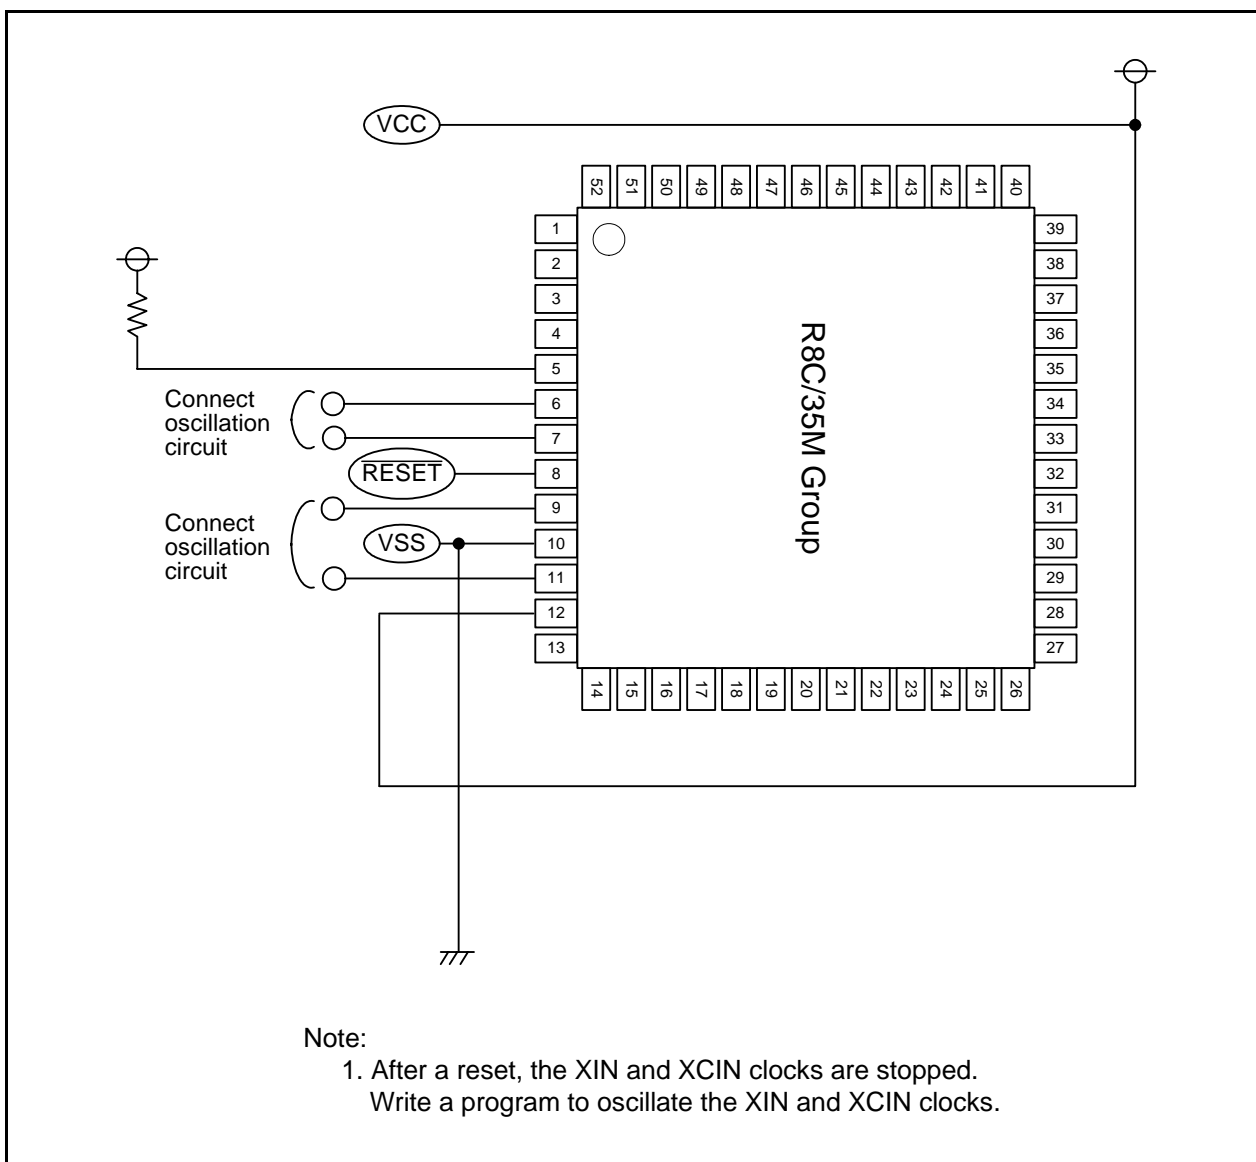 VCC
52 51 50 49 48 47 46 45 44 43 42 41 40
1
2
3
4
5
6
7
8
9
10
11
12
13
39
38
37
36
35
34
33
32
31
30
29
28
27
R8C/35M Group
Connect
oscillation
circuit
RESET
Connect
oscillation
circuit
VSS
14 15 16 17 18 19 20 21 22 23 24 25 26
Note:
1. After a reset, the XIN and XCIN clocks are stopped.
Write a program to oscillate the XIN and XCIN clocks.